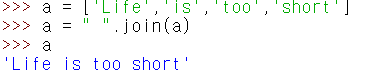 >>> a = ['Life','is','too','short']
>>> a = " ".join(a)
>>> a
'Life is too short'